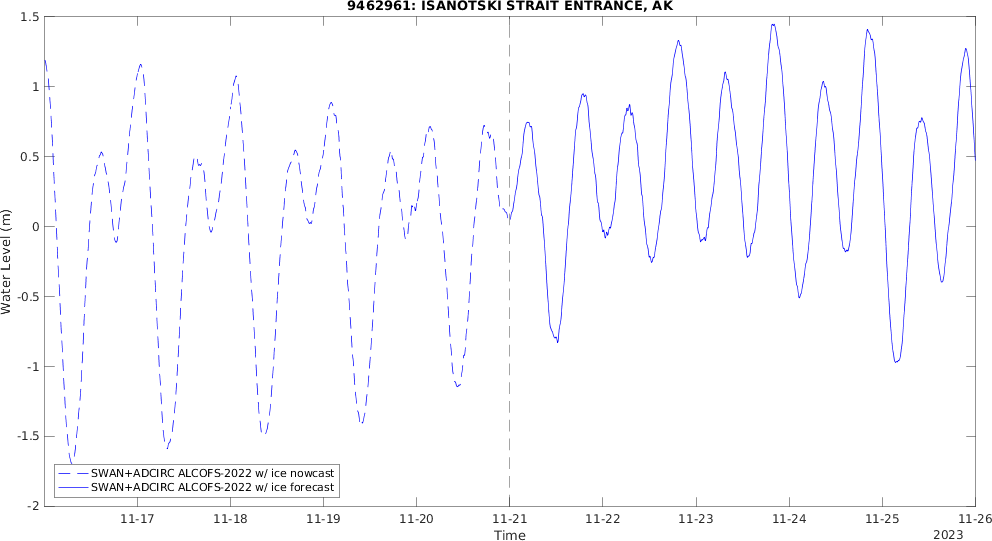 9462961: ISANOTSKI STRAIT ENTRANCE, AK
1.5
1
0.5
0
-0.5
-1
-1.5
-2
Water Level (m)
SWAN+ADCIRC ALCOFS-2022 w/ ice nowcast
SWAN+ADCIRC ALCOFS-2022 w/ ice forecast
11-17 11-18 11-19 11-20 11-21 11-22 11-23 11-24 11-25 11-26
Time
2023